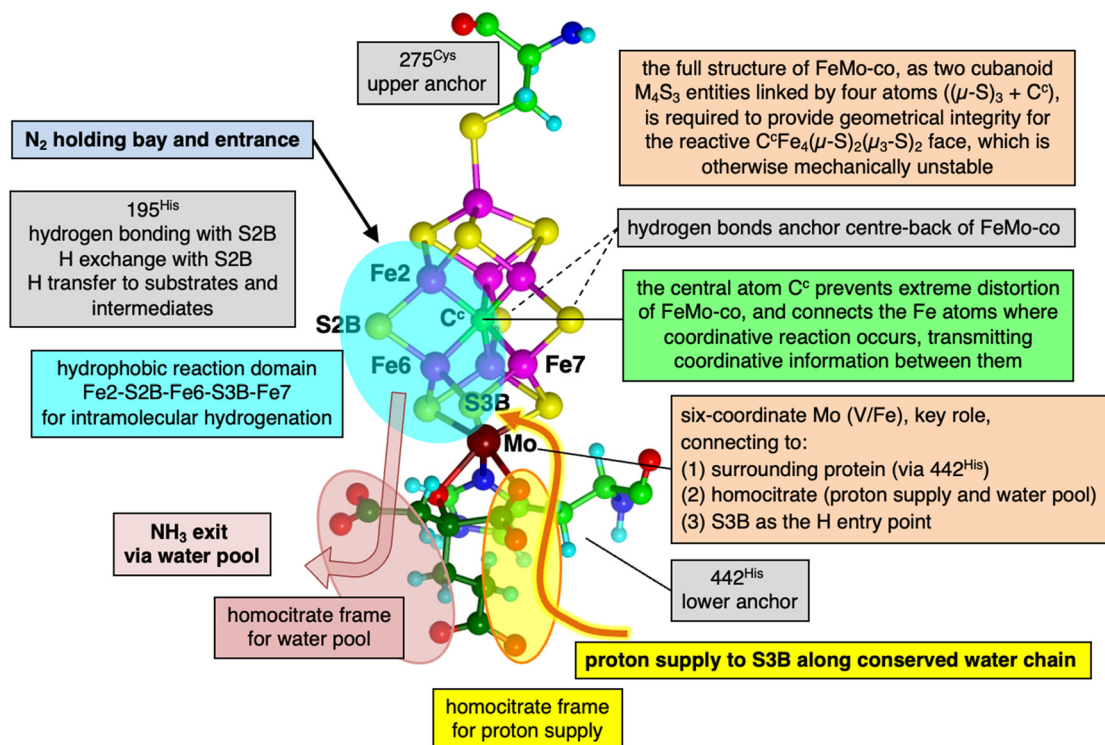 275ᶜʸˢ
upper anchor
the full structure of FeMo-co, as two cubanoid
M₄S₃ entities linked by four atoms ((μ-S)₃ + Cᶜ),
is required to provide geometrical integrity for
the reactive CᶜFe₄(μ-S)₂(μ₃-S)₂ face, which is
otherwise mechanically unstable
N₂ holding bay and entrance
195ᴴⁱˢ
hydrogen bonding with S2B
H exchange with S2B
H transfer to substrates and
intermediates
hydrogen bonds anchor centre-back of FeMo-co
Fe2
S2B
Cᶜ
Fe6
Fe7
S3B
Mo
the central atom Cᶜ prevents extreme distortion
of FeMo-co, and connects the Fe atoms where
coordinative reaction occurs, transmitting
coordinative information between them
hydrophobic reaction domain
Fe2-S2B-Fe6-S3B-Fe7
for intramolecular hydrogenation
six-coordinate Mo (V/Fe), key role,
connecting to:
(1) surrounding protein (via 442ᴴⁱˢ)
(2) homocitrate (proton supply and water pool)
(3) S3B as the H entry point
NH₃ exit
via water pool
442ᴴⁱˢ
lower anchor
homocitrate frame
for water pool
proton supply to S3B along conserved water chain
homocitrate frame
for proton supply